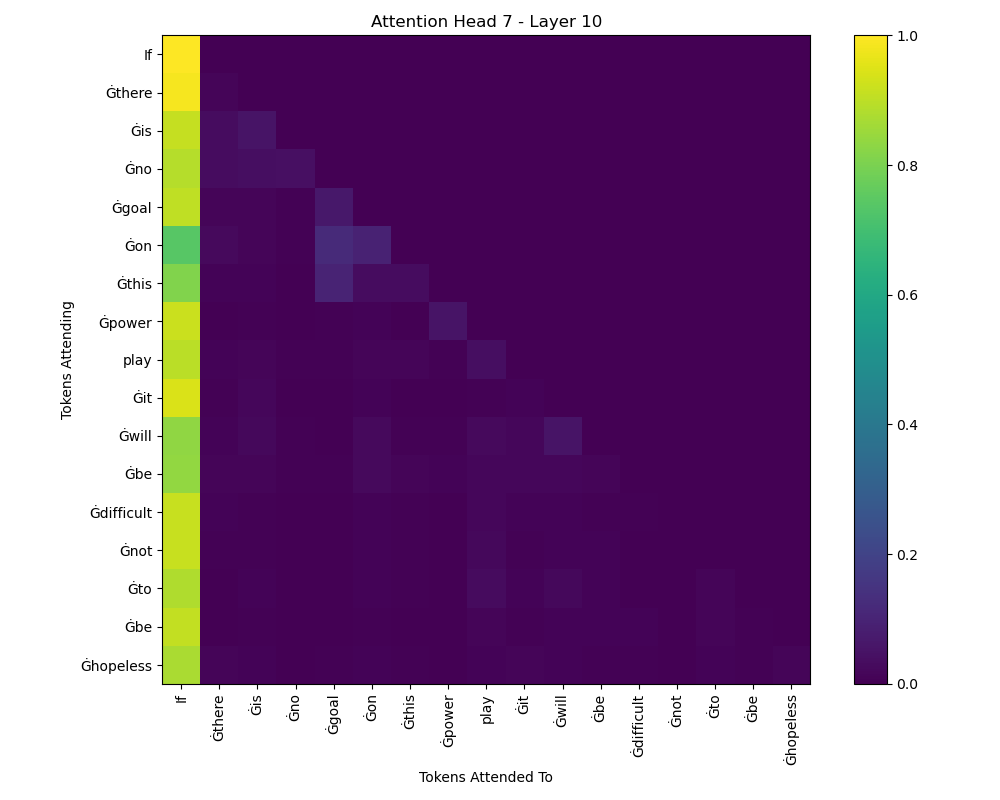 Attention Head 7 - Layer 10
Tokens Attending
If
Ġthere
Ġis
Ġno
Ġgoal
Ġon
Ġthis
Ġpower
play
Ġit
Ġwill
Ġbe
Ġdifficult
Ġnot
Ġto
Ġbe
Ġhopeless
If
Ġthere
Ġis
Ġno
Ġgoal
Ġon
Ġthis
Ġpower
play
Ġit
Ġwill
Ġbe
Ġdifficult
Ġnot
Ġto
Ġbe
Ġhopeless
Tokens Attended To
1.0
0.8
0.6
0.4
0.2
0.0